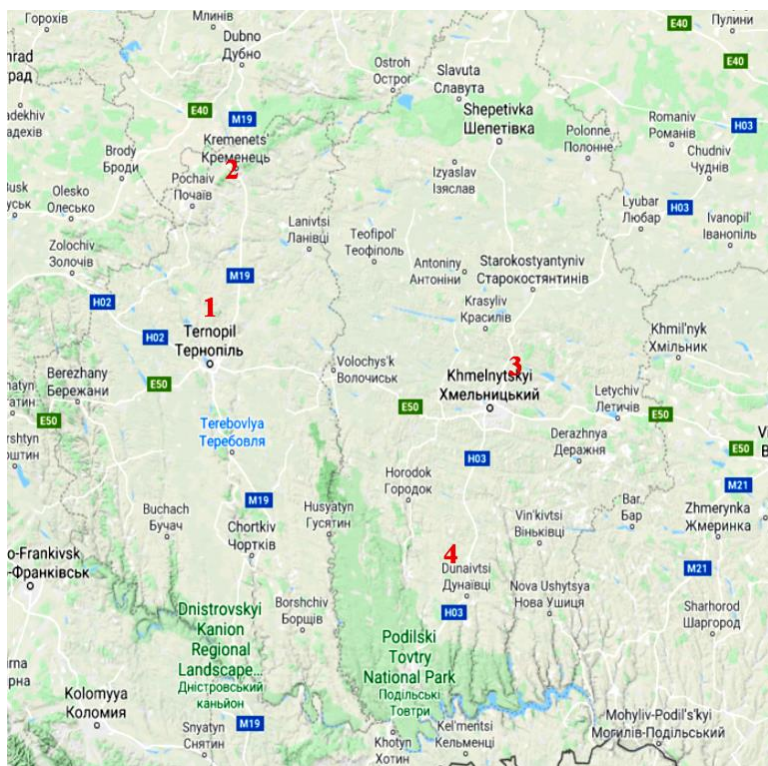 Горохів
Млинів
Dubno
Дубно
E40
Пулини
nrad
рад
Ostroh
Острог
Slavuta
Славута
E40
adekhiv
адехів
E40
M19
Shepetivka
Шепетівка
Romaniv
Романів
H03
Kremenets'
Кременець
2
Polonne
Полонне
Chudniv
Чуднів
Brody
Броди
Pochaiv
Почаїв
Izyaslav
Ізяслав
Busk
уськ
Olesko
Олесько
Lyubar
Любар
H03
Ivanopil'
Іванопіль
Lanivtsi
Ланівці
Teofipol'
Теофіполь
Zolochiv
Золочів
M19
Antoniny
Антоніни
Starokostyantyniv
Старокостянтинів
H02
1
Krasyliv
Красилів
Ternopil
Тернопіль
H02
Khmil'nyk
Хмільник
Volochys'k
Волочиськ
3
Khmelnytskyi
Хмельницький
Berezhany
Бережани
E50
Letychiv
Летичів
E50
E50
E50
Terebovlya
Теребовля
Derazhnya
Деражня
E50
rshtyn
рштин
H03
Horodok
Городок
M21
M19
Buchach
Бучач
Husyatyn
Гусятин
Vin'kivtsi
Віньківці
Bar
Бар
Zhmerynka
Жмеринка
Chortkiv
Чортків
o-Frankivsk
-Франківськ
4
Dunaivtsi
Дунаївці
M21
Nova Ushytsya
Нова Ушиця
Borshchiv
Борщів
H03
Sharhorod
Шаргород
Dnistrovskyi
Kanion
Regional
Landscape...
Дністровський
каньйон
Podilski
Tovtry
National Park
Подільські
Товтри
Kolomyya
Коломия
M19
Snyatyn
Снятин
Khotyn
Хотин
Kel'mentsi
Кельменці
Mohyliv-Podil's'kyi
Могилів-Подільський